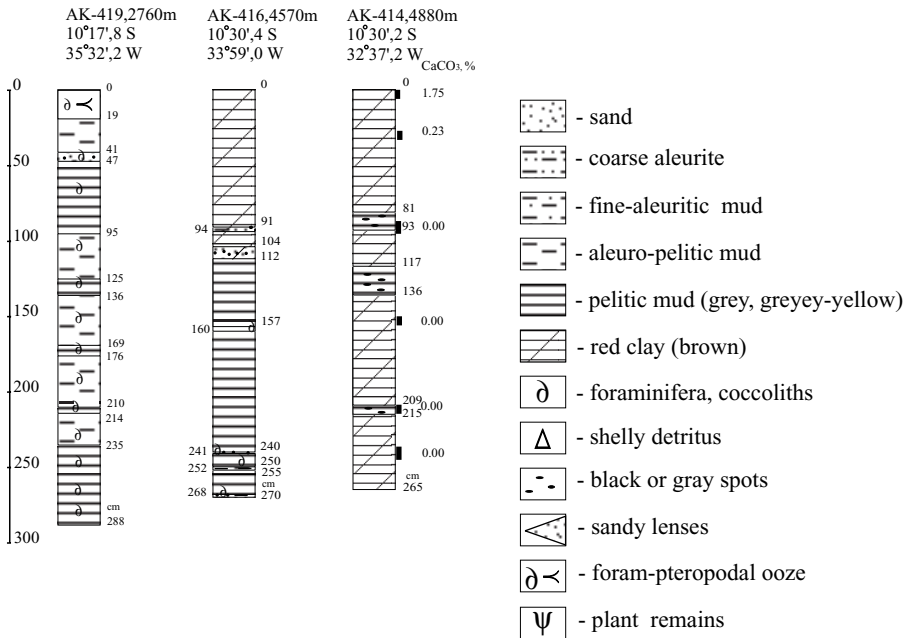 AK-419,2760m
10°17',8 S
35°32',2 W
AK-416,4570m
10°30',4 S
33°59',0 W
AK-414,4880m
10°30',2 S
32°37',2 W
CaCO3, %
0
50
100
150
200
250
300
0
19
41
47
95
125
136
169
176
210
214
235
cm
288
0
91
94
104
112
157
160
240
241
250
252
255
cm
268
270
0
1.75
0.23
81
93 0.00
117
136
0.00
209
0.00
215
0.00
cm
265
- sand
- coarse aleurite
- fine-aleuritic mud
- aleuro-pelitic mud
- pelitic mud (grey, greyey-yellow)
- red clay (brown)
- foraminifera, coccoliths
- shelly detritus
- black or gray spots
- sandy lenses
- foram-pteropodal ooze
- plant remains